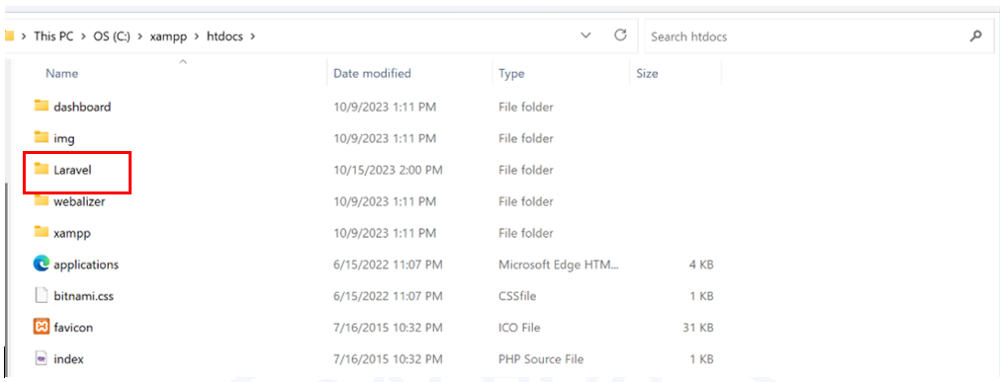 This PC > OS (C:) > xampp > htdocs > Search htdocs
Name Date modified Type Size
dashboard 10/9/2023 1:11 PM File folder
img 10/9/2023 1:11 PM File folder
Laravel 10/15/2023 2:00 PM File folder
webalizer 10/9/2023 1:11 PM File folder
xampp 10/9/2023 1:11 PM File folder
applications 6/15/2022 11:07 PM Microsoft Edge HTM... 4 KB
bitnami.css 6/15/2022 11:07 PM CSSfile 1 KB
favicon 7/16/2015 10:32 PM ICO File 31 KB
index 7/16/2015 10:32 PM PHP Source File 1 KB